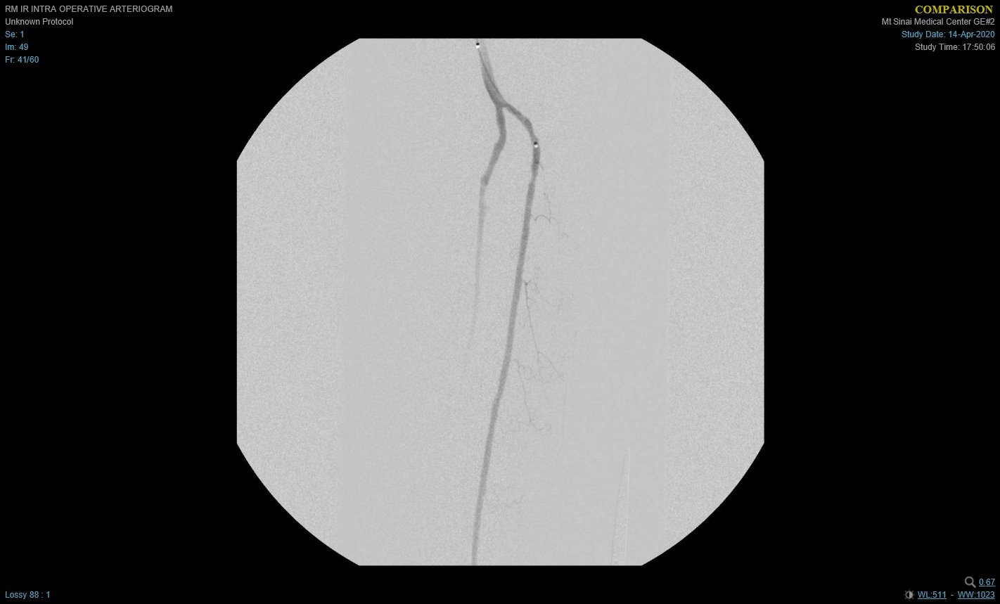 RM IR INTRA OPERATIVE ARTERIOGRAM
Unknown Protocol
Se: 1
Im: 49
Fr: 41/60
COMPARISON
Mt Sinai Medical Center GE#2
Study Date: 14-Apr-2020
Study Time: 17:50:06
Lossy 88 : 1
0.67
WL:511 - WW:1023